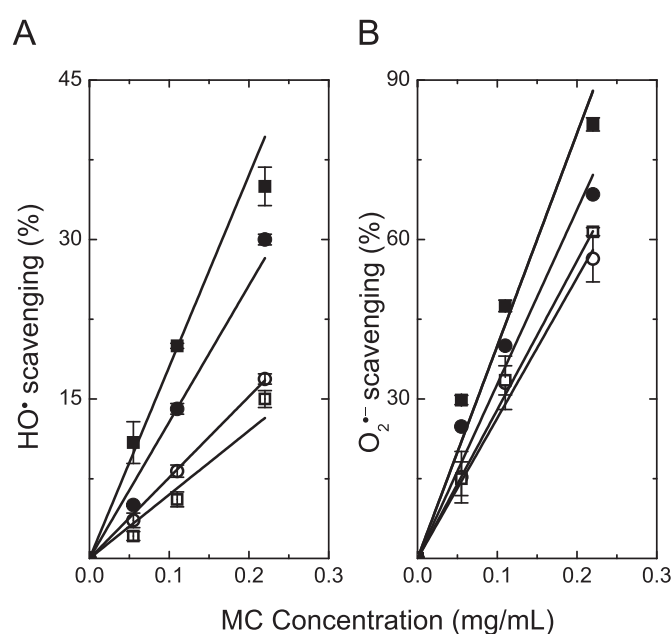 A
B
45
30
15
0.0 0.1 0.2 0.3
HO• scavenging (%)
90
60
30
0.0 0.1 0.2 0.3
O₂•− scavenging (%)
MC Concentration (mg/mL)